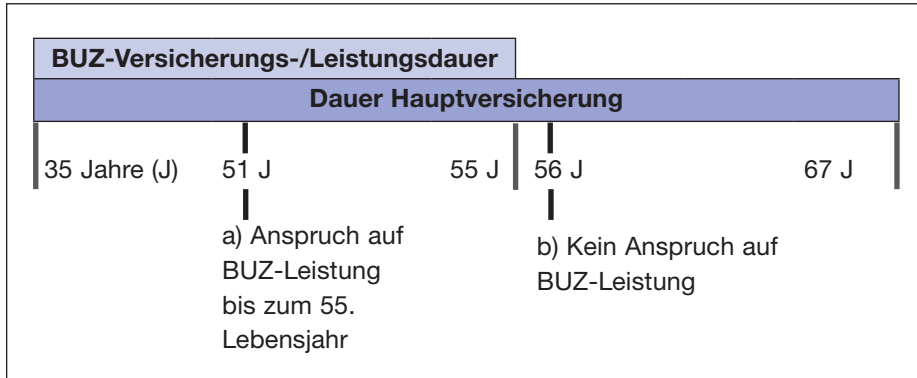 BUZ-Versicherungs-/Leistungsdauer
Dauer Hauptversicherung
35 Jahre (J) 51 J 55 J 56 J 67 J
a) Anspruch auf
BUZ-Leistung
bis zum 55.
Lebensjahr
b) Kein Anspruch auf
BUZ-Leistung